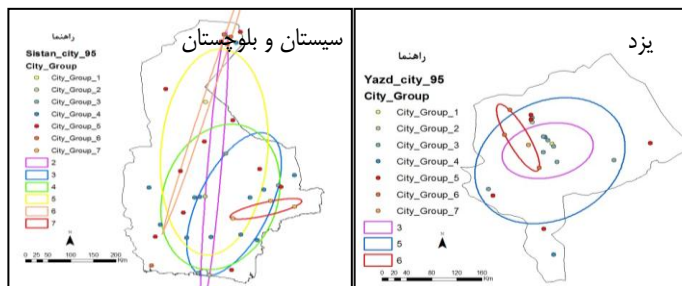 سیستان و بلوچستان
راهنما
Sistan_city_95
City_Group
City_Group_1
City_Group_2
City_Group_3
City_Group_4
City_Group_5
City_Group_6
City_Group_7
2
3
4
5
6
7
0 25 50 100 150 200
Km
یزد
راهنما
Yazd_city_95
City_Group
City_Group_1
City_Group_2
City_Group_3
City_Group_4
City_Group_5
City_Group_6
City_Group_7
3
5
6
0 20 40 80 120 160
Km